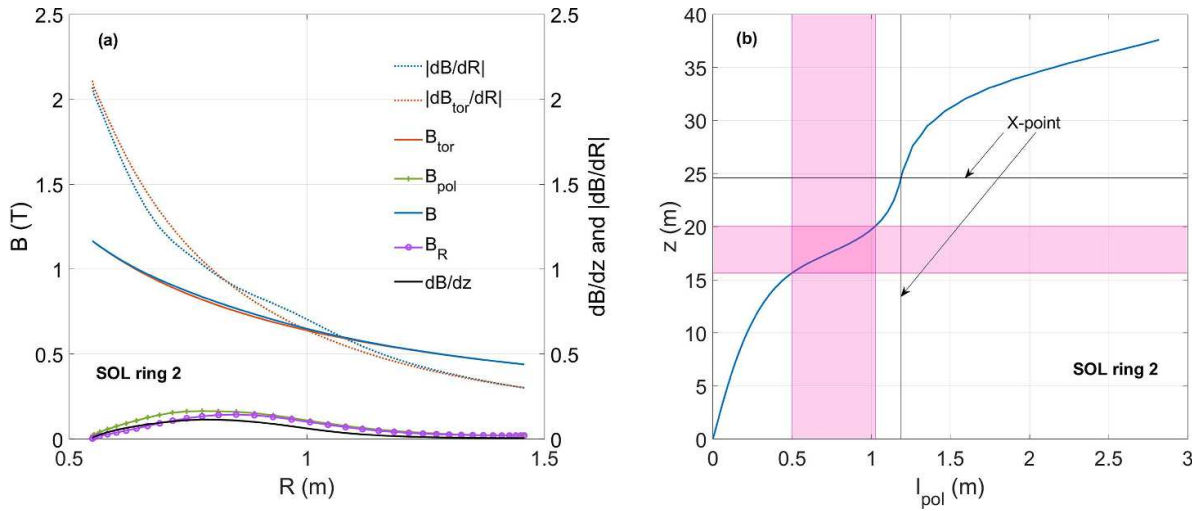 (a)
2.5
2
1.5
1
0.5
0
B (T)
|dB/dR|
|dB_tor/dR|
B_tor
B_pol
B
B_R
dB/dz
SOL ring 2
0.5
1
1.5
R (m)
2.5
2
1.5
1
0.5
0
dB/dz and |dB/dR|
(b)
40
35
30
25
20
15
10
5
0
z (m)
X-point
SOL ring 2
0
0.5
1
1.5
2
2.5
3
l_pol (m)